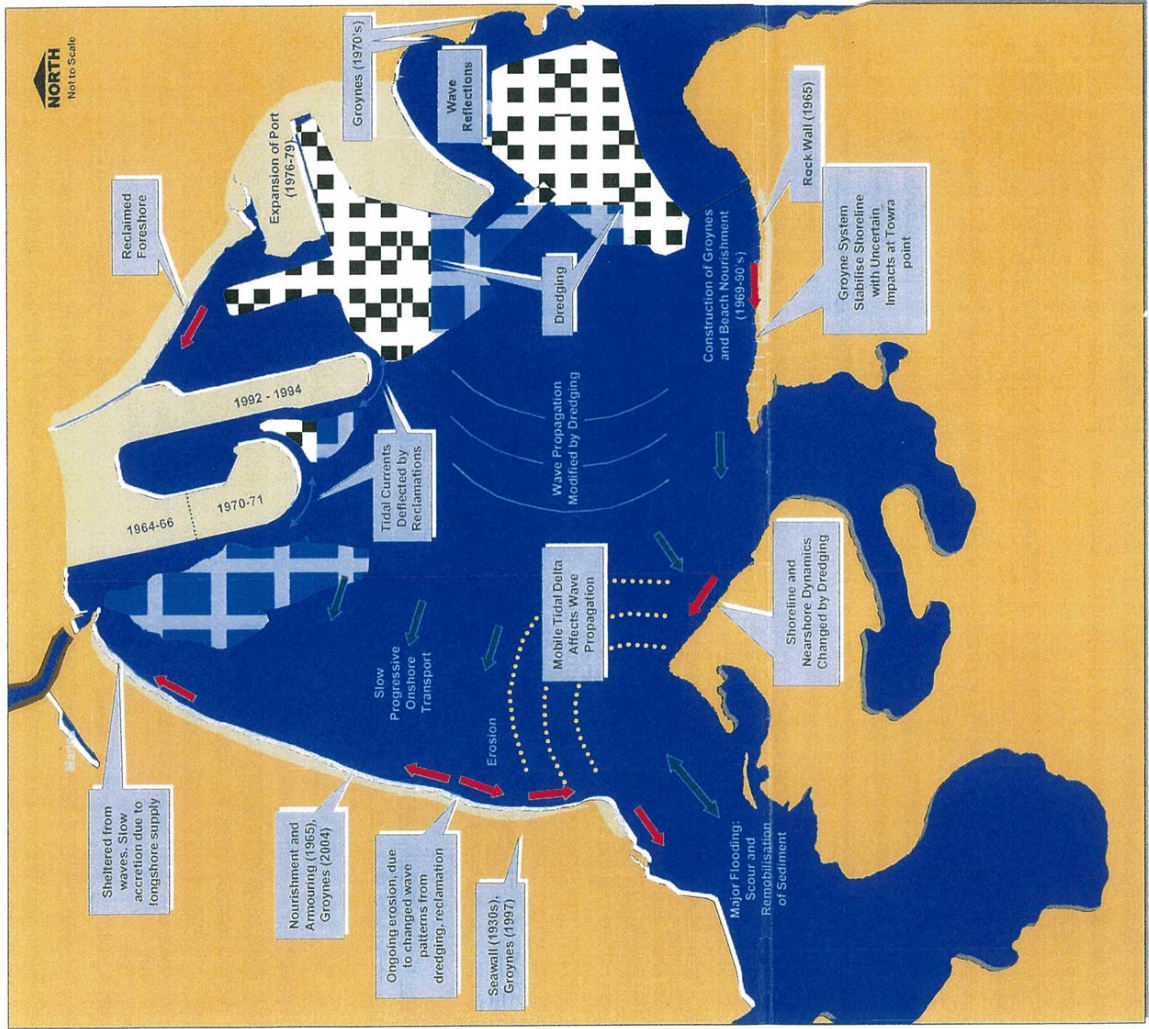 NORTH
Not to Scale
Groynes (1970's)
Wave
Reflections
Expansion of Port
(1976-79)
Reclaimed
Foreshore
Dredging
Rock Wall (1965)
Groyne System
Stabilise Shoreline
with Uncertain
Impacts at Towra
point
Construction of Groynes
and Beach Nourishment
(1969-90's)
1992 - 1994
1970-71
1964-66
Tidal Currents
Deflected by
Reclamations
Wave Propagation
Modified by Dredging
Mobile Tidal Delta
Affects Wave
Propagation
Shoreline and
Nearshore Dynamics
Changed by Dredging
Slow
Progressive
Onshore
Transport
Erosion
Sheltered from
waves. Slow
accretion due to
longshore supply
Nourishment and
Armouring (1965),
Groynes (2004)
Ongoing erosion, due
to changed wave
patterns from
dredging, reclamation
Seawall (1930s),
Groynes (1997)
Major Flooding:
Scour and
Remobilisation
of Sediment